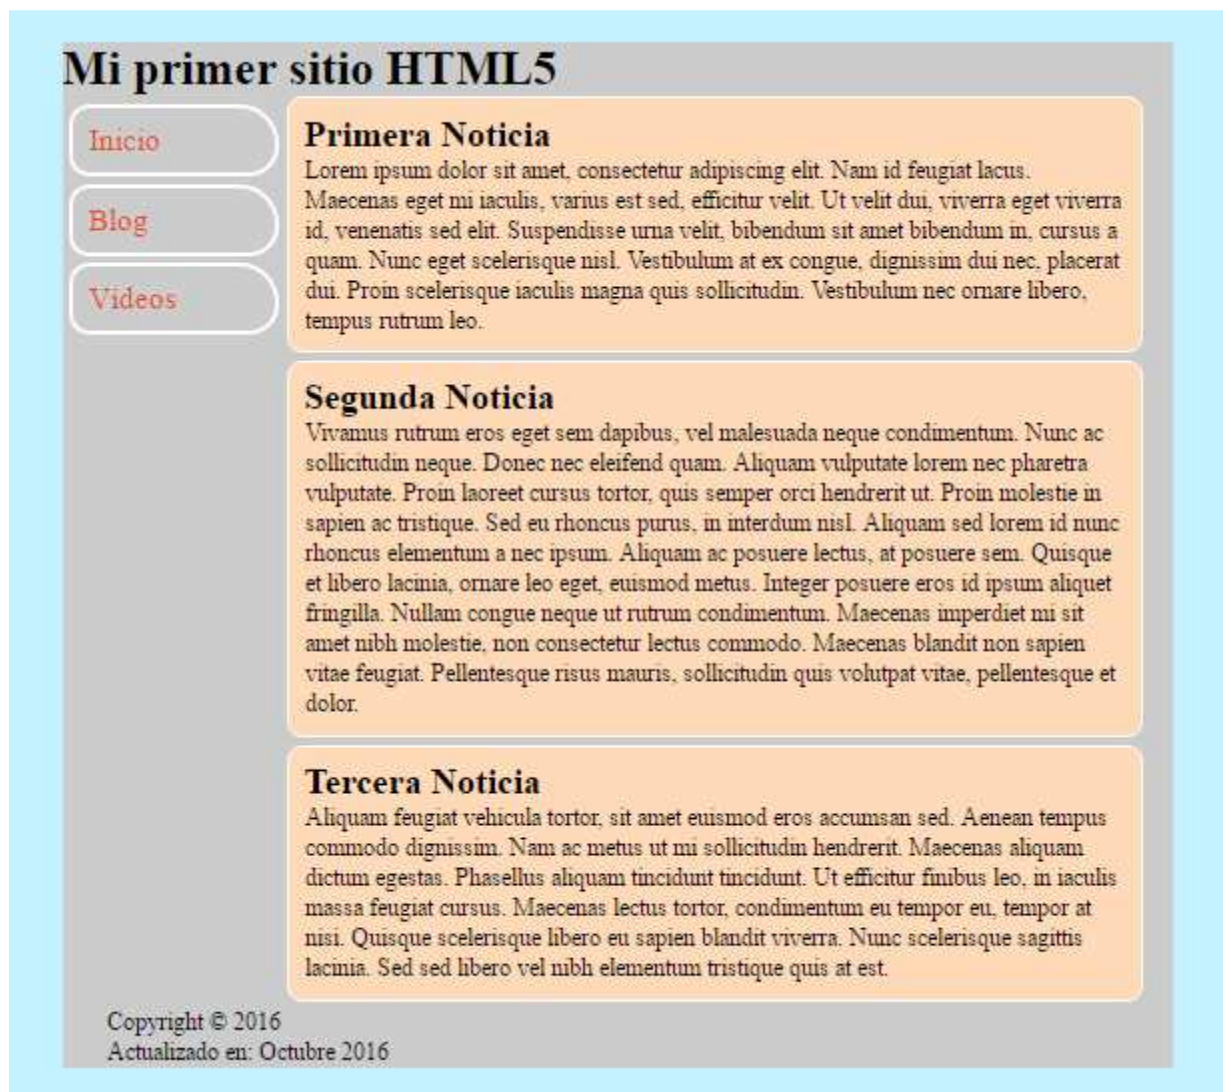 Mi primer sitio HTML5
Inicio
Blog
Vídeos
Primera Noticia
Lorem ipsum dolor sit amet, consectetur adipiscing elit. Nam id feugiat lacus.
Maecenas eget mi iaculis, varius est sed, efficitur velit. Ut velit dui, viverra eget viverra
id, venenatis sed elit. Suspendisse urna velit, bibendum sit amet bibendum in, cursus a
quam. Nunc eget scelerisque nisl. Vestibulum at ex congue, dignissim dui nec, placerat
dui. Proin scelerisque iaculis magna quis sollicitudin. Vestibulum nec ornare libero,
tempus rutrum leo.
Segunda Noticia
Vivamus rutrum eros eget sem dapibus, vel malesuada neque condimentum. Nunc ac
sollicitudin neque. Donec nec eleifend quam. Aliquam vulputate lorem nec pharetra
vulputate. Proin laoreet cursus tortor, quis semper orci hendrerit ut. Proin molestie in
sapien ac tristique. Sed eu rhoncus purus, in interdum nisl. Aliquam sed lorem id nunc
rhoncus elementum a nec ipsum. Aliquam ac posuere lectus, at posuere sem. Quisque
et libero lacinia, ornare leo eget, euismod metus. Integer posuere eros id ipsum aliquet
fringilla. Nullam congue neque ut rutrum condimentum. Maecenas imperdiet mi sit
amet nibh molestie, non consectetur lectus commodo. Maecenas blandit non sapien
vitae feugiat. Pellentesque risus mauris, sollicitudin quis volutpat vitae, pellentesque et
dolor.
Tercera Noticia
Aliquam feugiat vehicula tortor, sit amet euismod eros accumsan sed. Aenean tempus
commodo dignissim. Nam ac metus ut mi sollicitudin hendrerit. Maecenas aliquam
dictum egestas. Phasellus aliquam tincidunt tincidunt. Ut efficitur finibus leo, in iaculis
massa feugiat cursus. Maecenas lectus tortor, condimentum eu tempor eu, tempor at
nisi. Quisque scelerisque libero eu sapien blandit viverra. Nunc scelerisque sagittis
lacinia. Sed sed libero vel nibh elementum tristique quis at est.
Copyright © 2016
Actualizado en: Octubre 2016